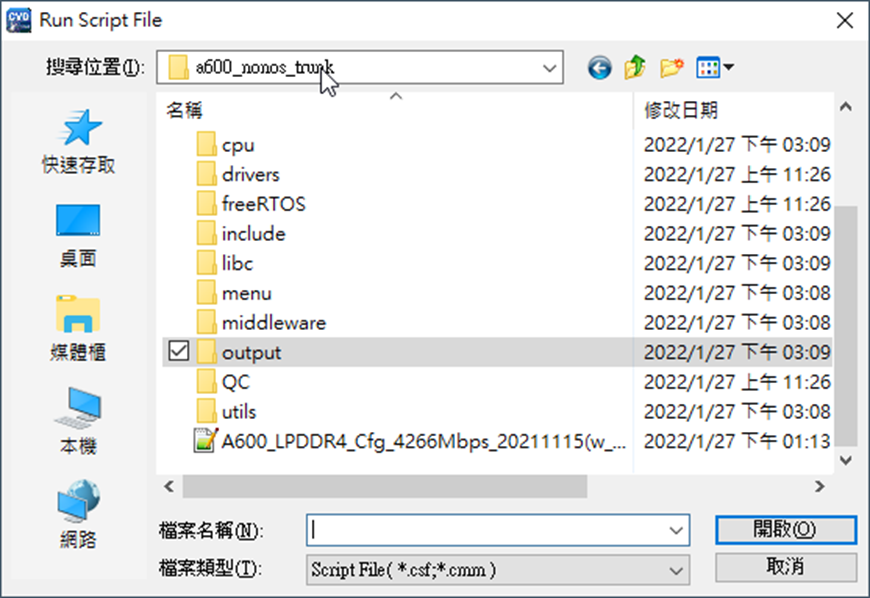 CVD Run Script File
搜尋位置(I): a600_nonos_trunk
名稱 修改日期
cpu 2022/1/27 下午 03:09
drivers 2022/1/27 上午 11:26
freeRTOS 2022/1/27 上午 11:26
include 2022/1/27 下午 03:09
libc 2022/1/27 下午 03:09
menu 2022/1/27 下午 03:08
middleware 2022/1/27 下午 03:08
output 2022/1/27 下午 03:09
QC 2022/1/27 上午 11:26
utils 2022/1/27 下午 03:08
A600_LPDDR4_Cfg_4266Mbps_20211115(w_... 2022/1/27 下午 01:13
快速存取
桌面
媒體櫃
本機
網路
檔案名稱(N): 開啟(O)
檔案類型(T): Script File( *.csf;*.cmm ) 取消